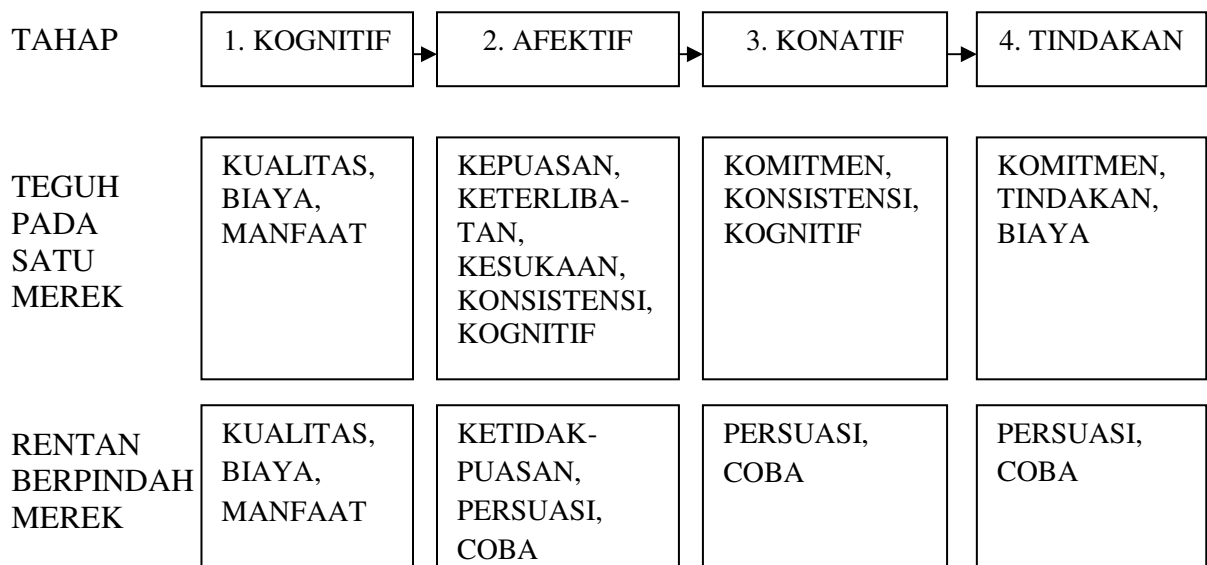 TAHAP
1. KOGNITIF
2. AFEKTIF
3. KONATIF
4. TINDAKAN
TEGUH
PADA
SATU
MEREK
KUALITAS,
BIAYA,
MANFAAT
KEPUASAN,
KETERLIBA-
TAN,
KESUKAAN,
KONSISTENSI,
KOGNITIF
KOMITMEN,
KONSISTENSI,
KOGNITIF
KOMITMEN,
TINDAKAN,
BIAYA
RENTAN
BERPINDAH
MEREK
KUALITAS,
BIAYA,
MANFAAT
KETIDAK-
PUASAN,
PERSUASI,
COBA
PERSUASI,
COBA
PERSUASI,
COBA